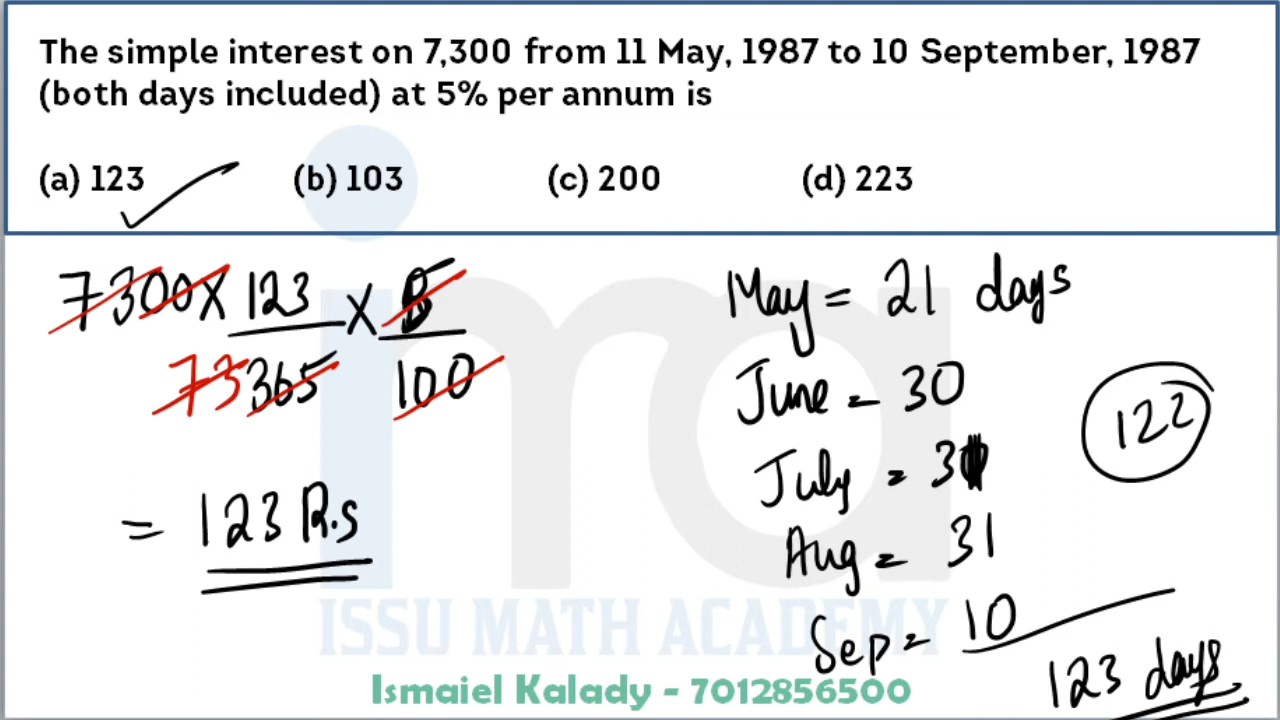 The simple interest on 7,300 from 11 May, 1987 to 10 September, 1987
(both days included) at 5% per annum is
(a) 123 (b) 103 (c) 200 (d) 223
7300 x 123 x 5
73 365 100
= 123 R.s
May = 21 days
June = 30
July = 31
Aug = 31
Sep = 10
123 days
122
ima
ISSU MATH ACADEMY
Ismaiel Kalady - 7012856500